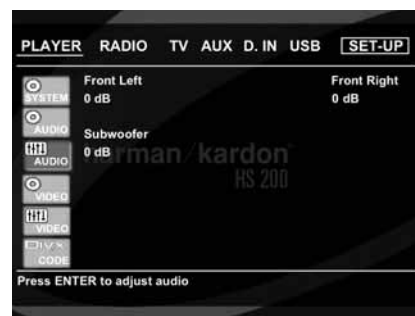 PLAYER RADIO TV AUX D. IN USB SET-UP
SYSTEM
Front Left Front Right
0 dB 0 dB
AUDIO
Subwoofer
AUDIO
0 dB
harman/kardon
HS 200
VIDEO
VIDEO
DIVX
CODE
Press ENTER to adjust audio